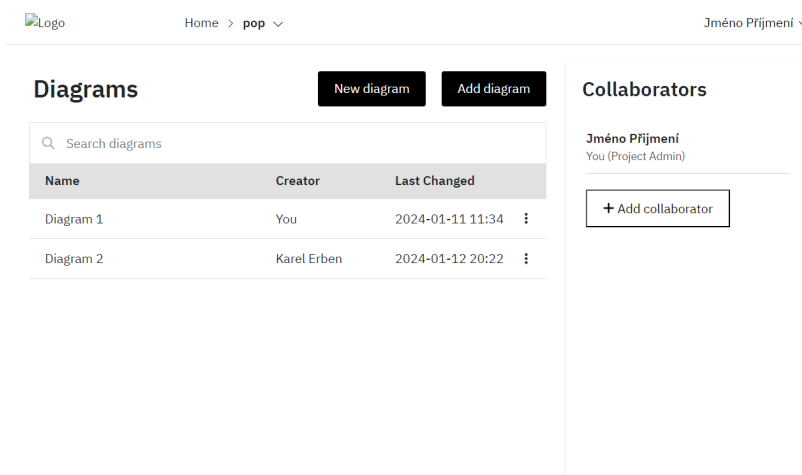 Logo
Home > pop
Jméno Příjmení
Diagrams
New diagram
Add diagram
Search diagrams
Name Creator Last Changed
Diagram 1 You 2024-01-11 11:34
Diagram 2 Karel Erben 2024-01-12 20:22
Collaborators
Jméno Přijmení
You (Project Admin)
+ Add collaborator